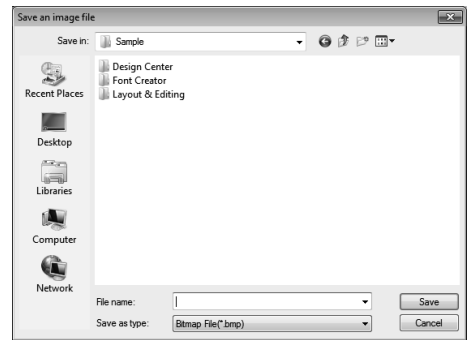 Save an image file
Save in: Sample
Design Center
Font Creator
Layout & Editing
Recent Places
Desktop
Libraries
Computer
Network
File name:
Save
Save as type: Bitmap File(*.bmp)
Cancel